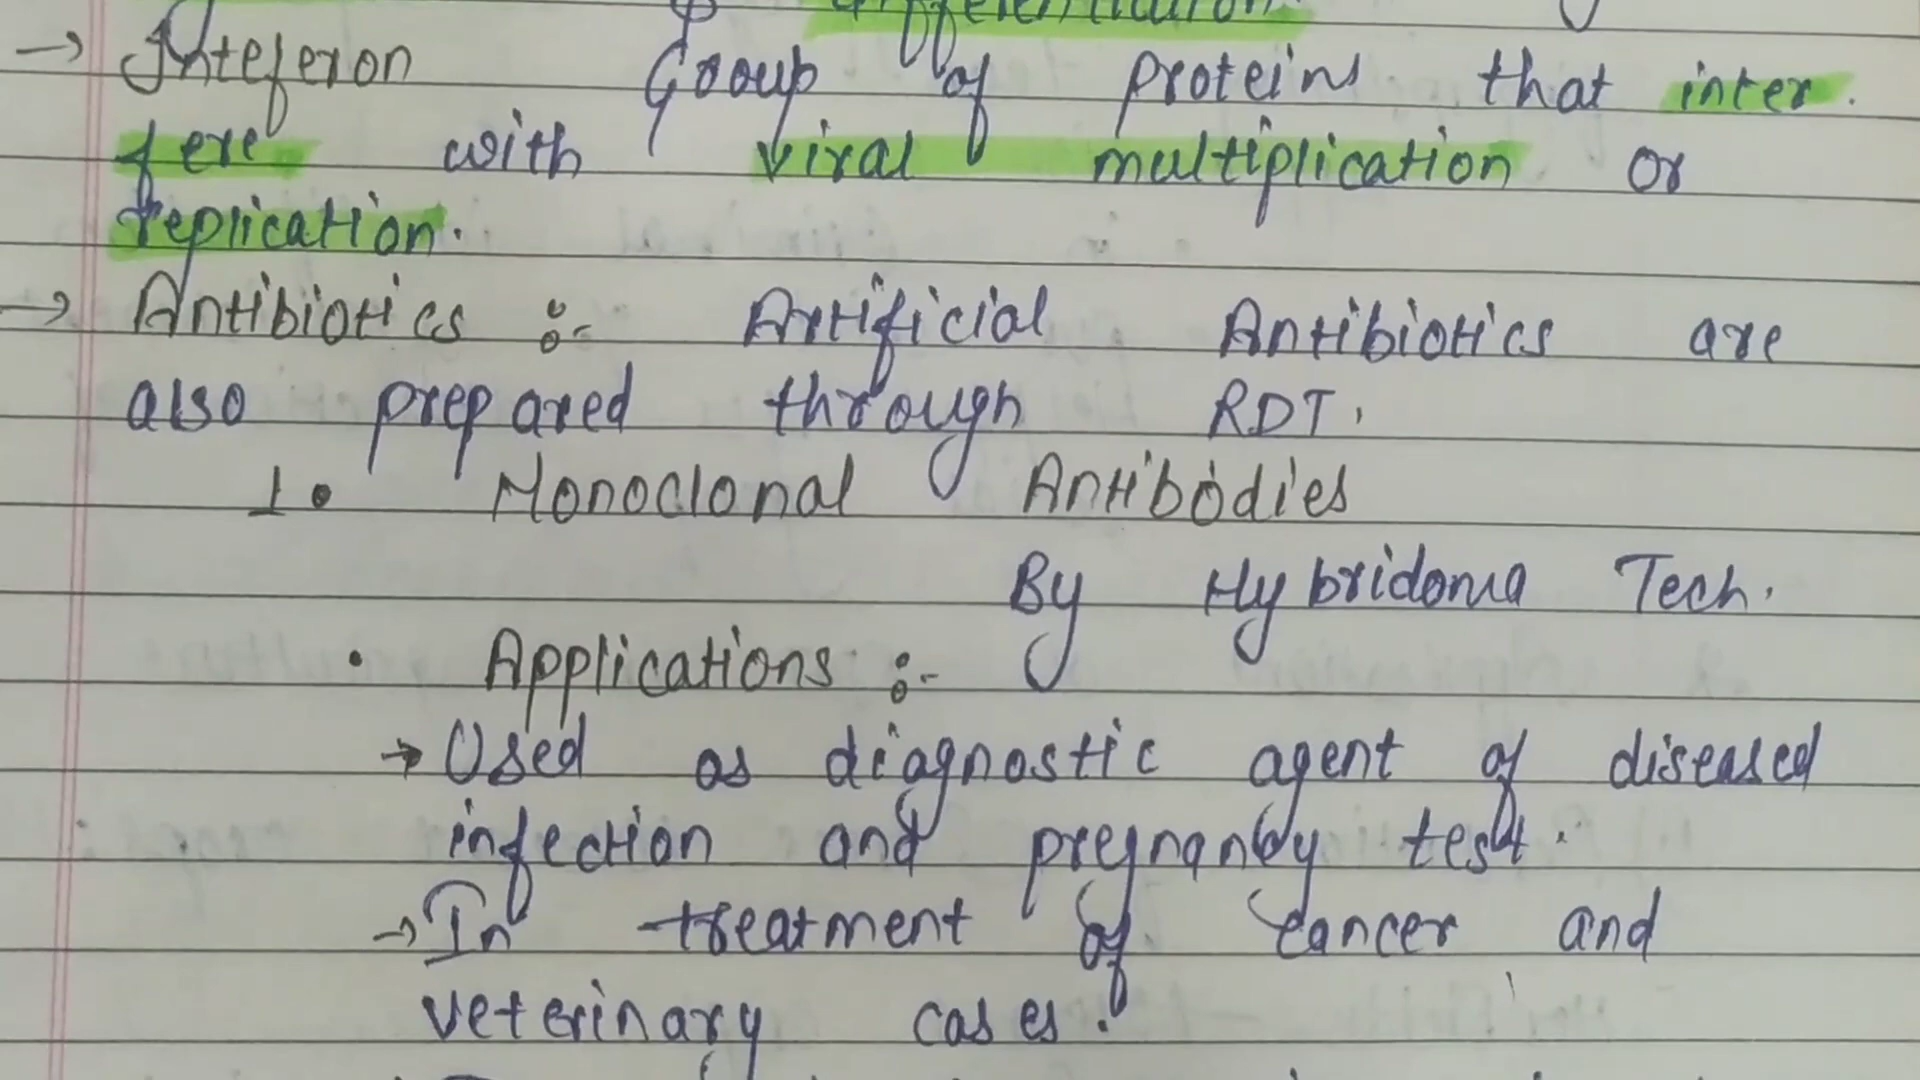 differentiation.
→ Inteferon Group of proteins that inter
fere with viral multiplication or
replication.
→ Antibiotics :- Artificial Antibiotics are
also prepared through RDT.
1. Monoclonal Antibodies
By Hybridoma Tech.
• Applications :-
→ Used as diagnostic agent of diseased
infection and pregnancy test.
→ In treatment of cancer and
veterinary cases.